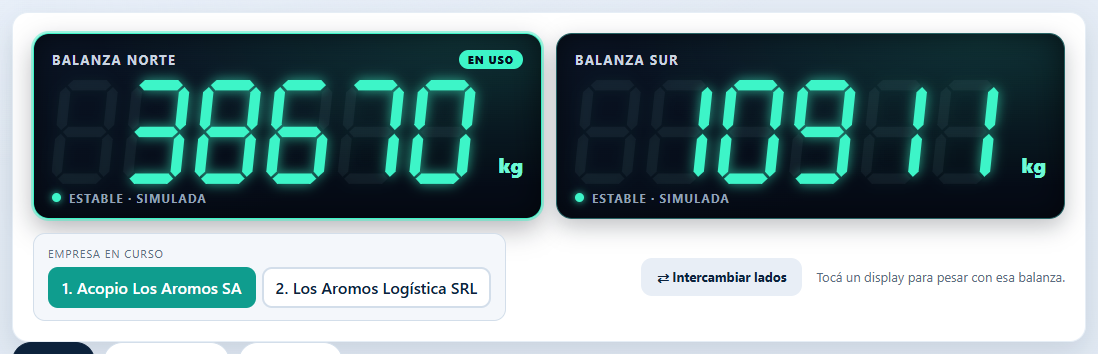 BALANZA NORTE
EN USO
38670 kg
ESTABLE · SIMULADA
BALANZA SUR
10911 kg
ESTABLE · SIMULADA
EMPRESA EN CURSO
1. Acopio Los Aromos SA
2. Los Aromos Logística SRL
⇄ Intercambiar lados
Tocá un display para pesar con esa balanza.